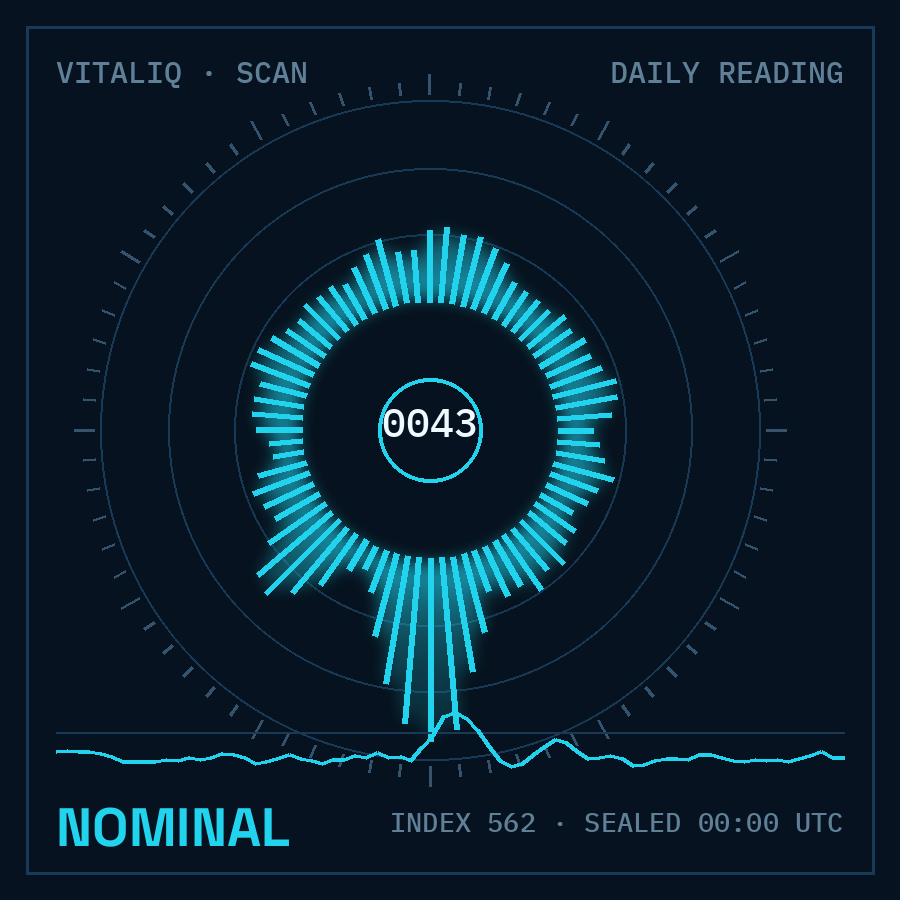 VITALIQ · SCAN
DAILY READING
0043
NOMINAL
INDEX 562 · SEALED 00:00 UTC